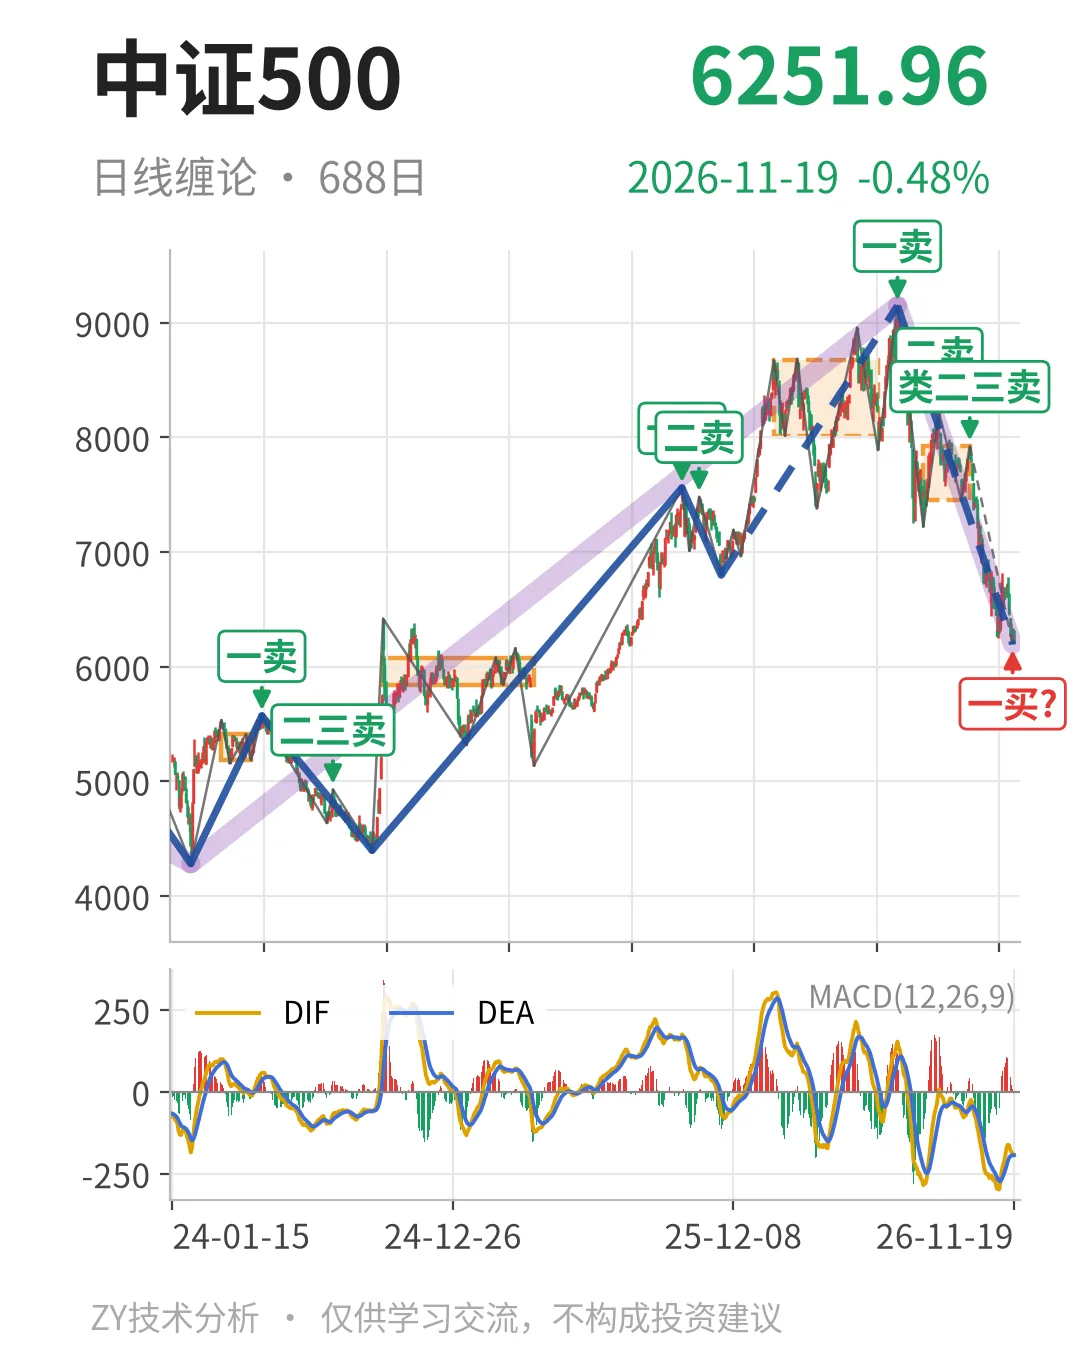 中证500
6251.96
日线缠论 · 688日
2026-11-19 -0.48%
一卖
二卖
类二三卖
二卖
一卖
二三卖
一买?
9000
8000
7000
6000
5000
4000
DIF
DEA
MACD(12,26,9)
250
0
-250
24-01-15
24-12-26
25-12-08
26-11-19
ZY技术分析 · 仅供学习交流，不构成投资建议